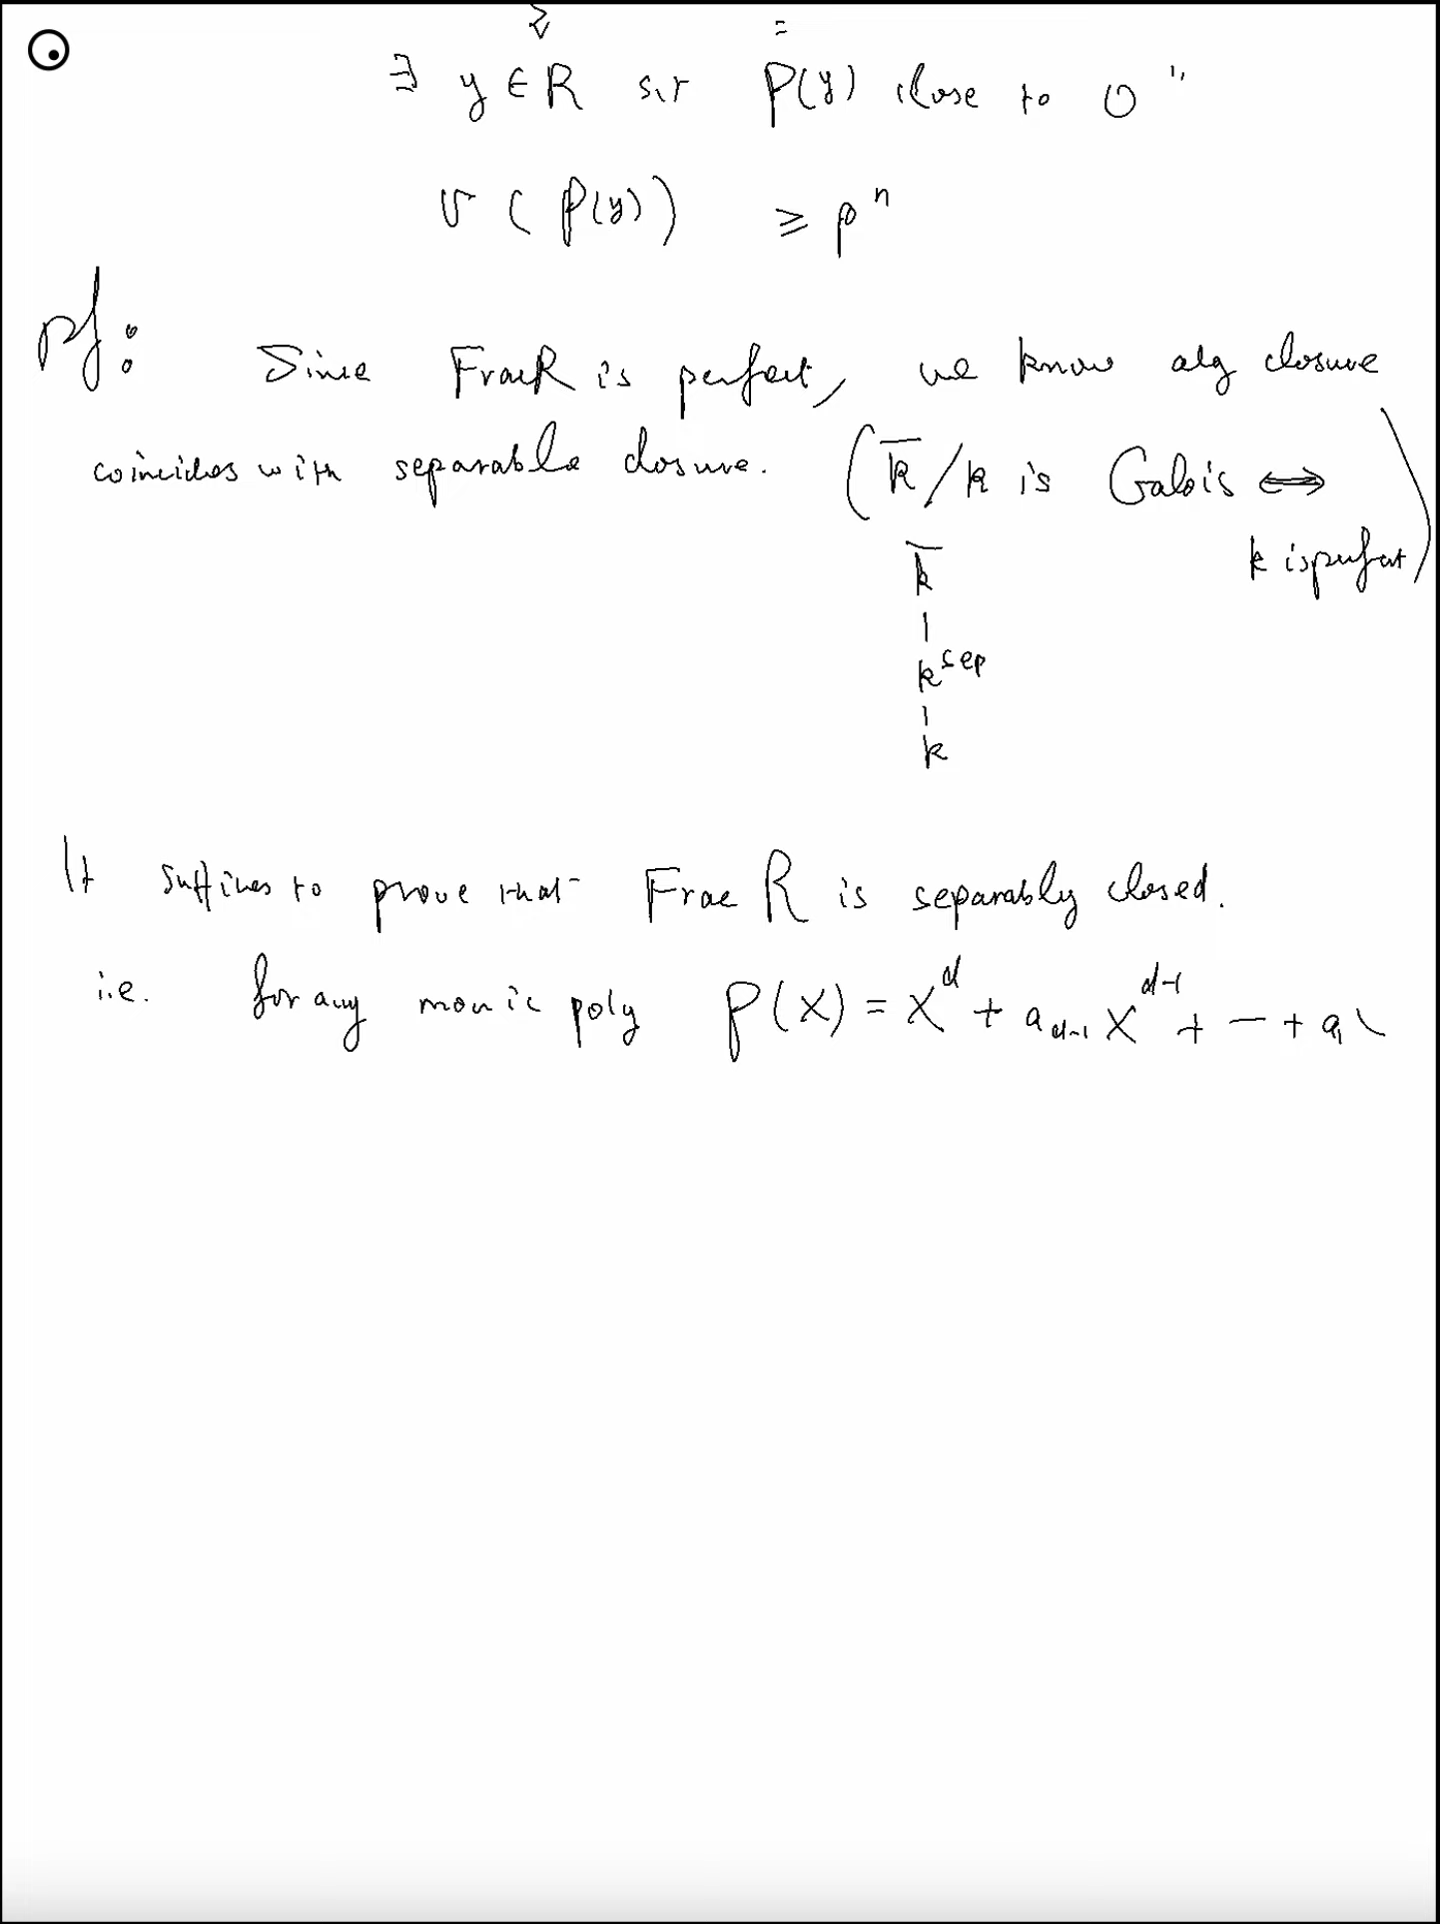 ∃ y ∈ R s.t P(y) close to 0"
v ( P(y)) ≥ p^n
pf: Since Frac R is perfect, we know alg closure
coincides with separable closure. ( k̄/k is Galois ⟺
k is perfect)
k̄
|
k^sep
|
k
It suffices to prove that Frac R is separably closed.
i.e. for any monic poly P(X) = X^d + a_{d-1} X^{d-1} + — + a_1